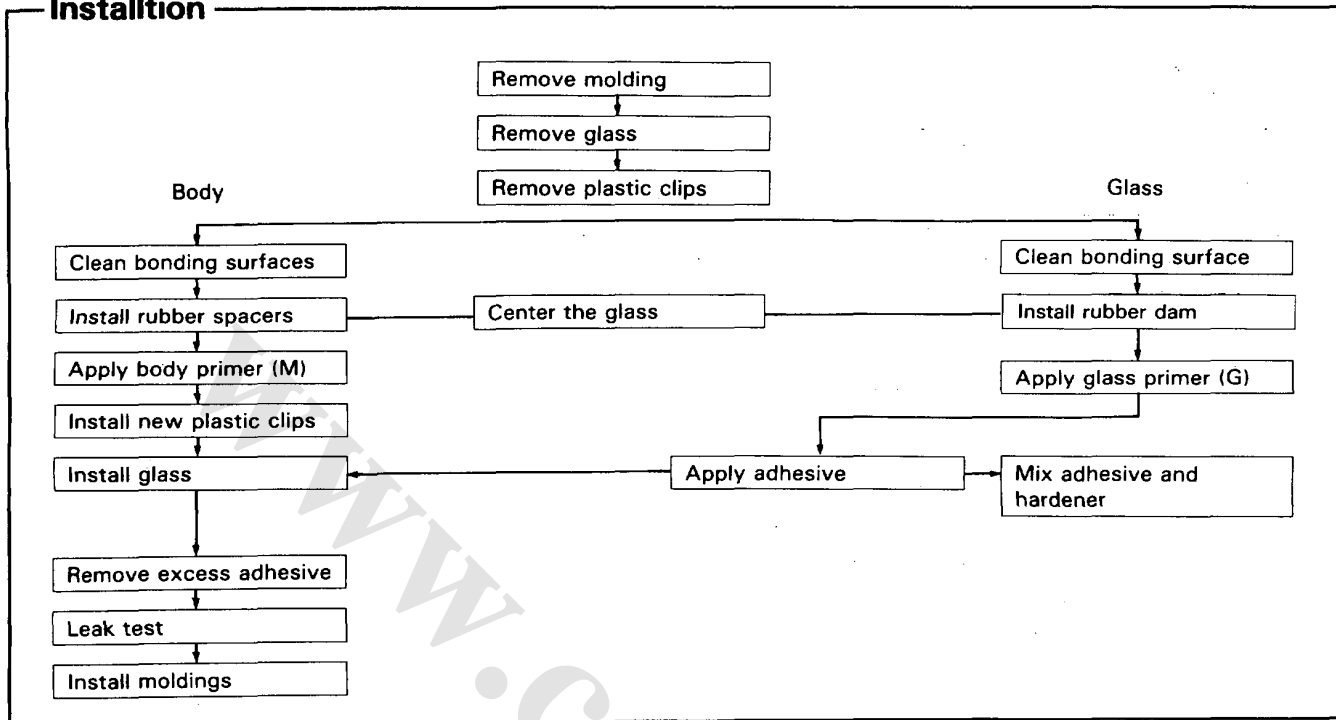 Installtion
Remove molding
Remove glass
Remove plastic clips
Body
Glass
Clean bonding surfaces
Clean bonding surface
Install rubber spacers
Center the glass
Install rubber dam
Apply body primer (M)
Apply glass primer (G)
Install new plastic clips
Install glass
Apply adhesive
Mix adhesive and
hardener
Remove excess adhesive
Leak test
Install moldings
www.c